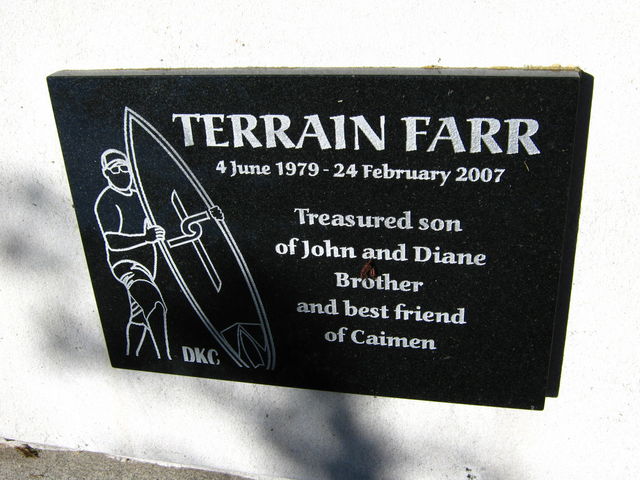 TERRAIN FARR
4 June 1979 - 24 February 2007
Treasured son
of John and Diane
Brother
and best friend
of Caimen
DKC